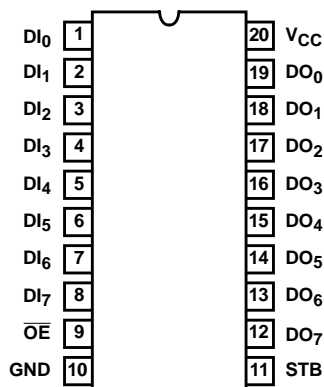 DI₀ 1 20 V_CC
DI₁ 2 19 DO₀
DI₂ 3 18 DO₁
DI₃ 4 17 DO₂
DI₄ 5 16 DO₃
DI₅ 6 15 DO₄
DI₆ 7 14 DO₅
DI₇ 8 13 DO₆
O̅E̅ 9 12 DO₇
GND 10 11 STB